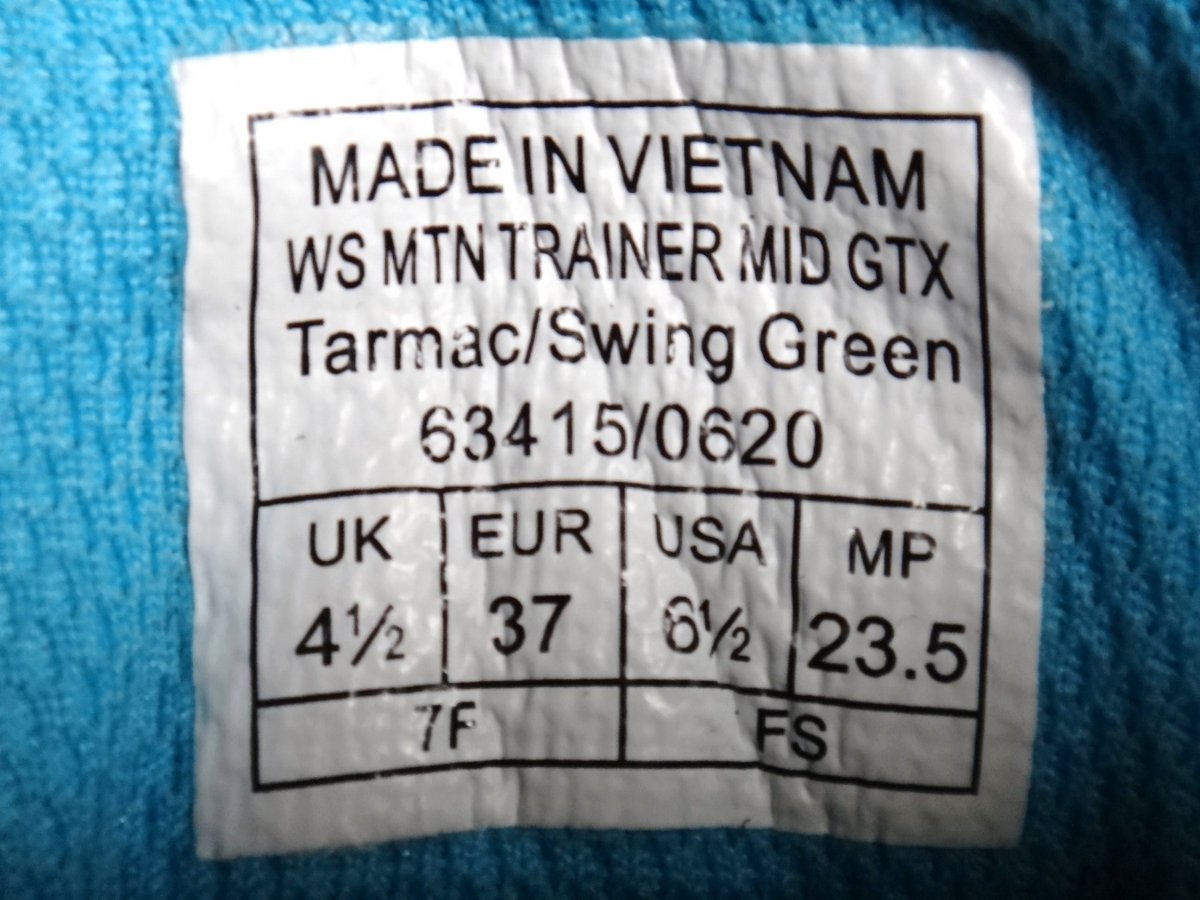 MADE IN VIETNAM
WS MTN TRAINER MID GTX
Tarmac/Swing Green
63415/0620
UK EUR USA MP
4½ 37 6½ 23.5
7F FS